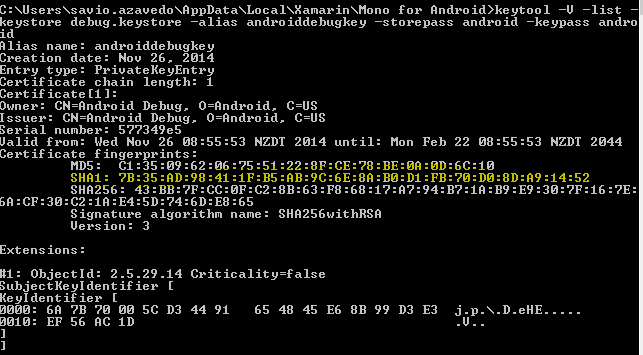 C:\Users\savio.azavedo\AppData\Local\Xamarin\Mono for Android>keytool -V -list -
keystore debug.keystore -alias androiddebugkey -storepass android -keypass andro
id
Alias name: androiddebugkey
Creation date: Nov 26, 2014
Entry type: PrivateKeyEntry
Certificate chain length: 1
Certificate[1]:
Owner: CN=Android Debug, O=Android, C=US
Issuer: CN=Android Debug, O=Android, C=US
Serial number: 577349e5
Valid from: Wed Nov 26 08:55:53 NZDT 2014 until: Mon Feb 22 08:55:53 NZDT 2044
Certificate fingerprints:
MD5: C1:35:09:62:06:75:51:22:8F:CE:78:BE:0A:0D:6C:10
SHA1: 7B:35:AD:98:41:1F:B5:AB:9C:6E:8A:B0:D1:FB:70:D0:8D:A9:14:52
SHA256: 43:BB:7F:CC:0F:C2:8B:63:F8:68:17:A7:94:B7:1A:B9:E9:30:7F:16:7E:
6A:CF:30:C2:1A:E4:5D:74:6D:E8:65
Signature algorithm name: SHA256withRSA
Version: 3
Extensions:
#1: ObjectId: 2.5.29.14 Criticality=false
SubjectKeyIdentifier [
KeyIdentifier [
0000: 6A 7B 70 00 5C D3 44 91 65 48 45 E6 8B 99 D3 E3 j.p.\.D.eHE.....
0010: EF 56 AC 1D .V..
]
]